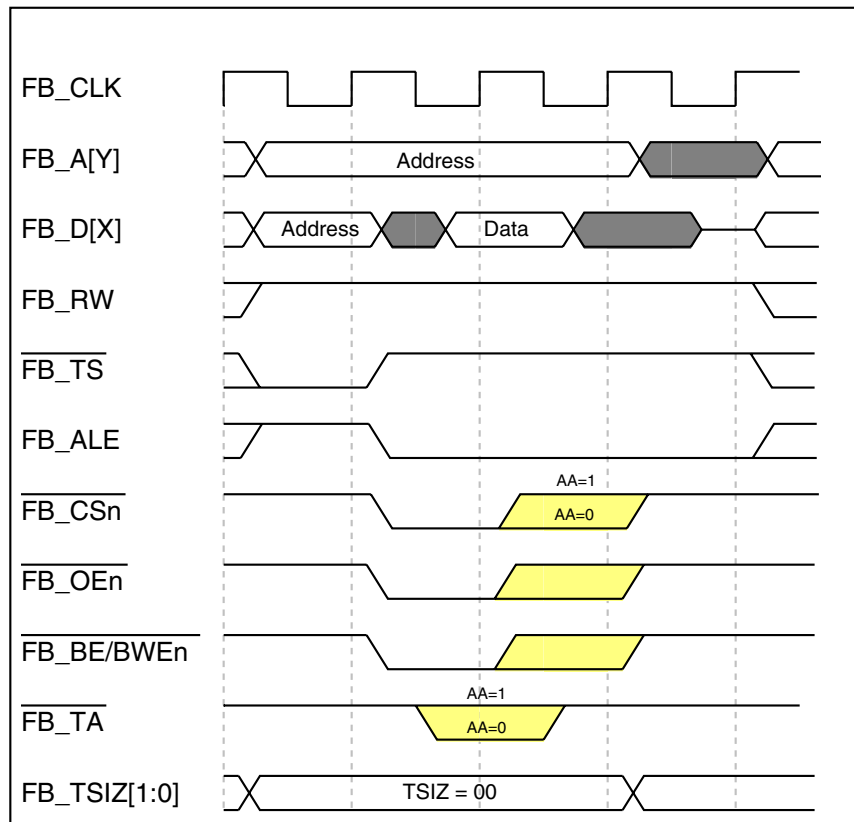 FB_CLK
FB_A[Y]
Address
FB_D[X]
Address
Data
FB_RW
FB_TS
FB_ALE
AA=1
FB_CSn
AA=0
FB_OEn
FB_BE/BWEn
AA=1
FB_TA
AA=0
FB_TSIZ[1:0]
TSIZ = 00